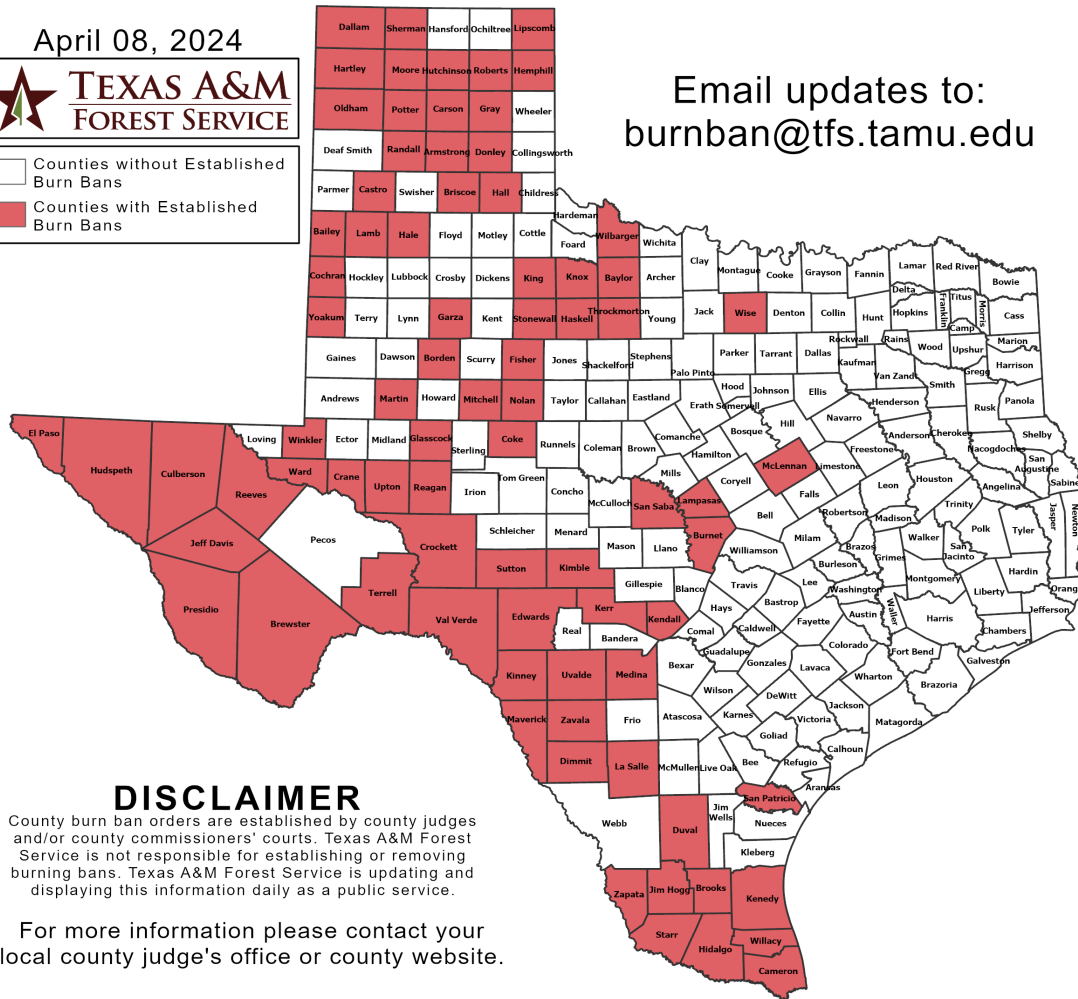 April 08, 2024
TEXAS A&M
FOREST SERVICE
Counties without Established
Burn Bans
Counties with Established
Burn Bans
Email updates to:
burnban@tfs.tamu.edu
Dallam Sherman Hansford Ochiltree Lipscomb
Hartley Moore Hutchinson Roberts Hemphill
Oldham Potter Carson Gray Wheeler
Deaf Smith Randall Armstrong Donley Collingsworth
Parmer Castro Swisher Briscoe Hall Childress
Hardeman
Bailey Lamb Hale Floyd Motley Cottle Foard Wilbarger Wichita
Clay Montague Cooke Grayson Fannin Lamar Red River Bowie
Delta Titus Franklin Morris
Cochran Hockley Lubbock Crosby Dickens King Knox Baylor Archer
Yoakum Terry Lynn Garza Kent Stonewall Haskell Throckmorton Young Jack Wise Denton Collin Hunt Hopkins Camp Cass
Rockwall Rains Wood Upshur Marion
Gaines Dawson Borden Scurry Fisher Jones Shackelford Stephens Palo Pinto Parker Tarrant Dallas Kaufman Van Zandt Smith Gregg Harrison
Andrews Martin Howard Mitchell Nolan Taylor Callahan Eastland Erath Hood Somervell Johnson Ellis Henderson Rusk Panola
El Paso Loving Winkler Ector Midland Glasscock Sterling Coke Runnels Coleman Brown Comanche Bosque Hill Navarro Anderson Cherokee Nacogdoches Shelby
Hudspeth Culberson Reeves Ward Crane Upton Reagan Irion Tom Green Concho McCulloch Mills Hamilton Coryell McLennan Limestone Freestone Leon Houston Angelina San Augustine Sabine
San Saba Lampasas Bell Falls Robertson Madison Trinity Polk Tyler Jasper Newton
Jeff Davis Pecos Crockett Schleicher Menard Mason Llano Burnet Williamson Milam Brazos Grimes Walker San Jacinto Hardin
Presidio Brewster Terrell Sutton Kimble Gillespie Blanco Travis Lee Burleson Washington Montgomery Liberty Orang
Val Verde Edwards Kerr Kendall Hays Bastrop Fayette Austin Waller Harris Chambers Jefferson
Real Bandera Comal Caldwell Guadalupe Gonzales Lavaca Colorado Fort Bend Galveston
Kinney Uvalde Medina Bexar Wilson DeWitt Wharton Brazoria
Maverick Zavala Frio Atascosa Karnes Goliad Victoria Jackson Matagorda
Dimmit La Salle McMullen Live Oak Bee Refugio Calhoun Aransas
Webb Duval Jim Wells San Patricio Nueces Kleberg
Zapata Jim Hogg Brooks Kenedy
Starr Hidalgo Willacy
Cameron
DISCLAIMER
County burn ban orders are established by county judges
and/or county commissioners' courts. Texas A&M Forest
Service is not responsible for establishing or removing
burning bans. Texas A&M Forest Service is updating and
displaying this information daily as a public service.
For more information please contact your
local county judge's office or county website.